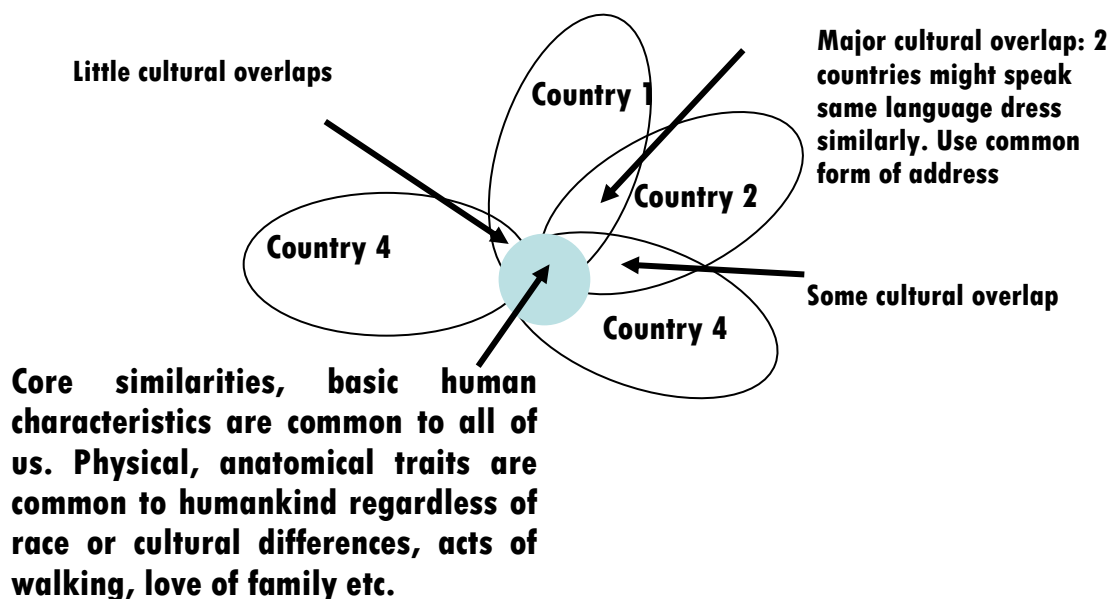 Little cultural overlaps
Country 1
Major cultural overlap: 2
countries might speak
same language dress
similarly. Use common
form of address
Country 2
Country 4
Some cultural overlap
Country 4
Core similarities, basic human
characteristics are common to all of
us. Physical, anatomical traits are
common to humankind regardless of
race or cultural differences, acts of
walking, love of family etc.